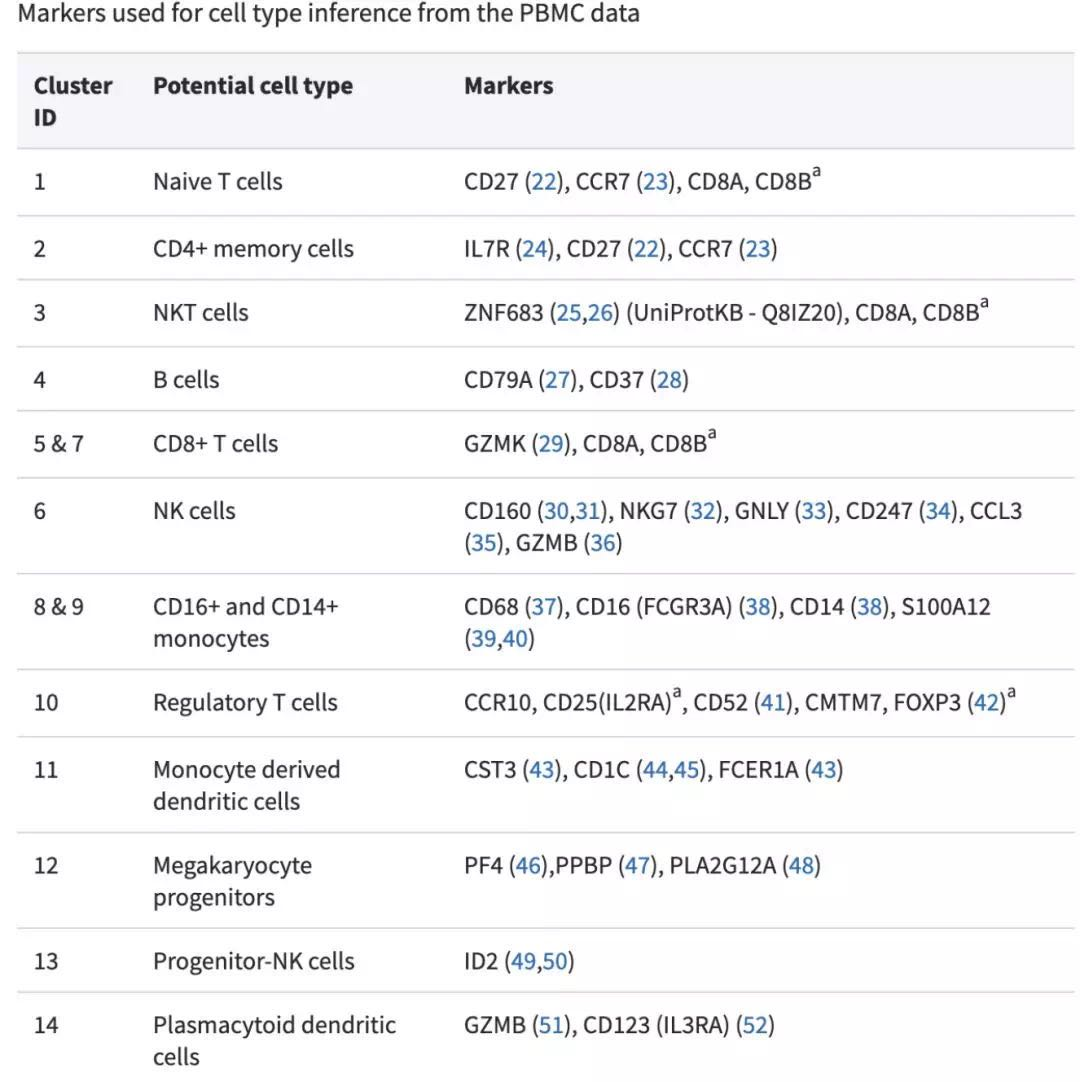 Markers used for cell type inference from the PBMC data
Cluster ID Potential cell type Markers
1 Naive T cells CD27 (22), CCR7 (23), CD8A, CD8Bᵃ
2 CD4+ memory cells IL7R (24), CD27 (22), CCR7 (23)
3 NKT cells ZNF683 (25,26) (UniProtKB - Q8IZ20), CD8A, CD8Bᵃ
4 B cells CD79A (27), CD37 (28)
5 & 7 CD8+ T cells GZMK (29), CD8A, CD8Bᵃ
6 NK cells CD160 (30,31), NKG7 (32), GNLY (33), CD247 (34), CCL3
(35), GZMB (36)
8 & 9 CD16+ and CD14+ monocytes CD68 (37), CD16 (FCGR3A) (38), CD14 (38), S100A12
(39,40)
10 Regulatory T cells CCR10, CD25(IL2RA)ᵃ, CD52 (41), CMTM7, FOXP3 (42)ᵃ
11 Monocyte derived dendritic cells CST3 (43), CD1C (44,45), FCER1A (43)
12 Megakaryocyte progenitors PF4 (46),PPBP (47), PLA2G12A (48)
13 Progenitor-NK cells ID2 (49,50)
14 Plasmacytoid dendritic cells GZMB (51), CD123 (IL3RA) (52)